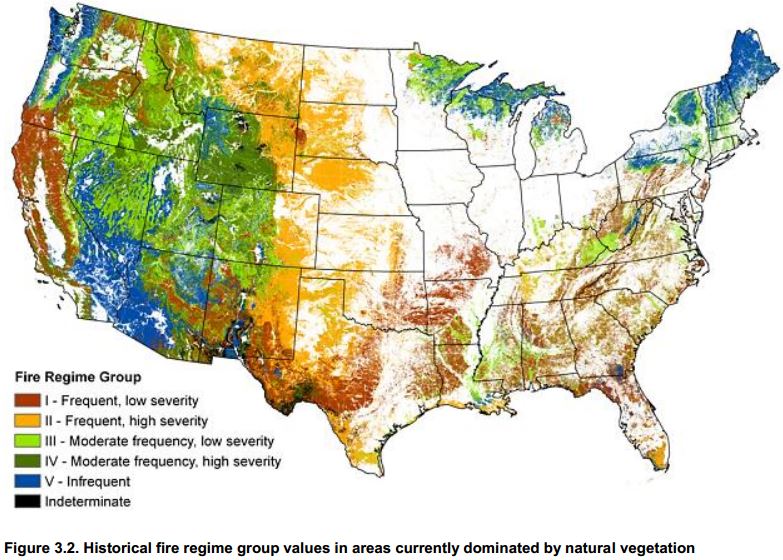 Fire Regime Group
I - Frequent, low severity
II - Frequent, high severity
III - Moderate frequency, low severity
IV - Moderate frequency, high severity
V - Infrequent
Indeterminate
Figure 3.2. Historical fire regime group values in areas currently dominated by natural vegetation